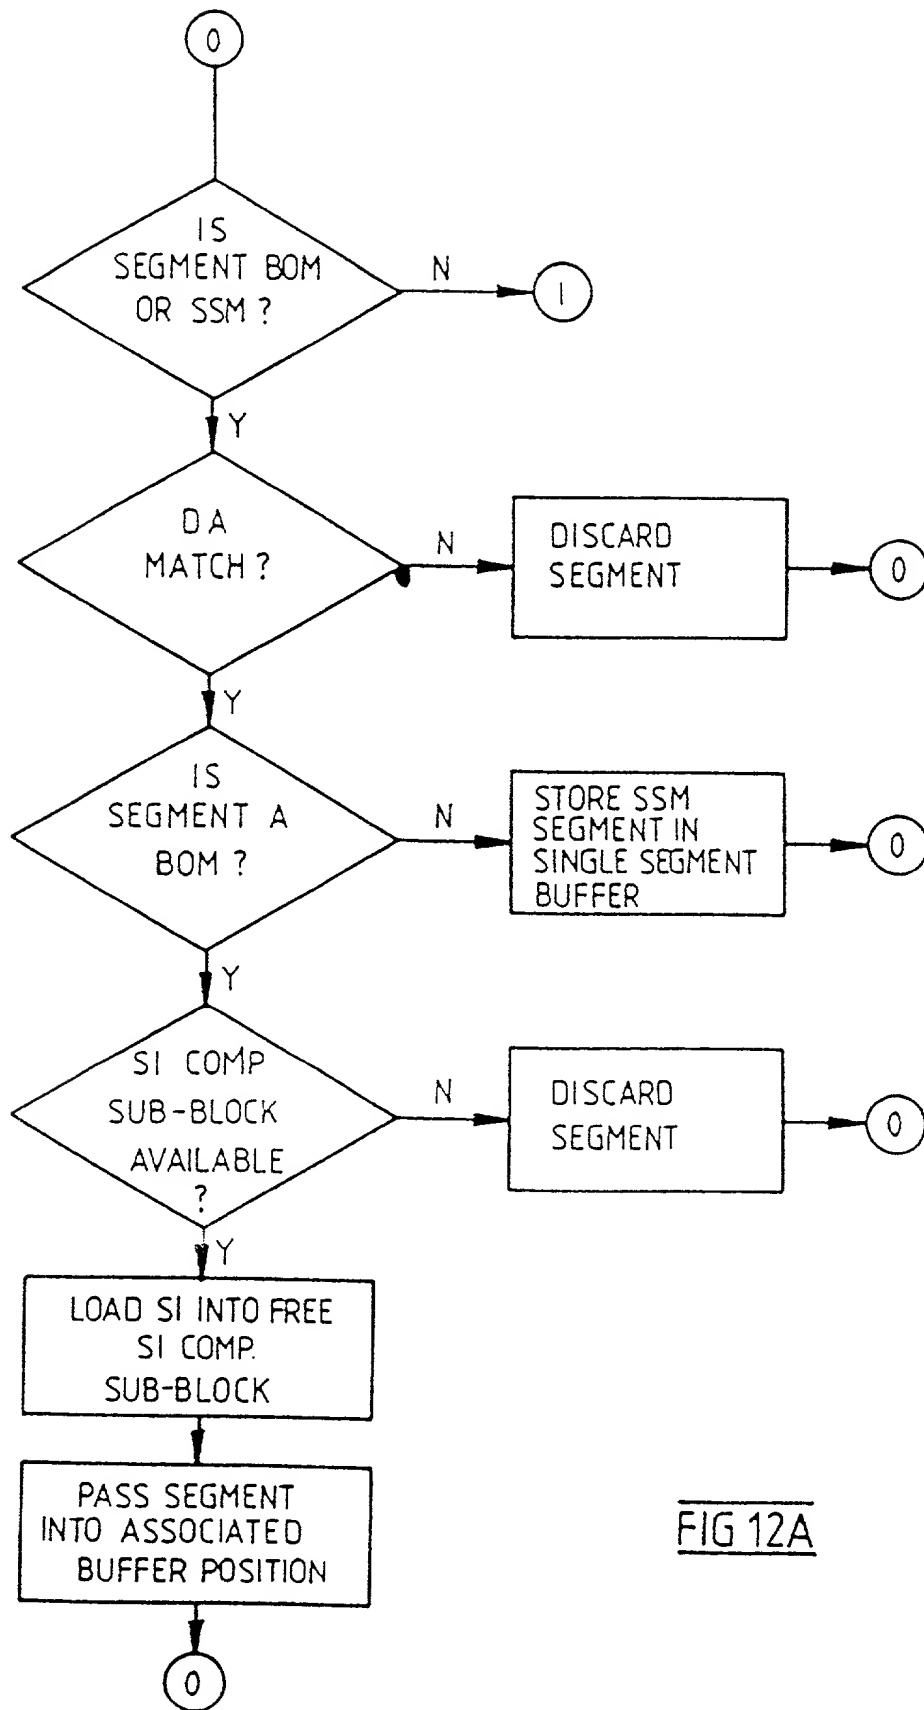 0
IS
SEGMENT BOM
OR SSM ?
N
1
Y
DA
MATCH ?
N
DISCARD
SEGMENT
0
Y
IS
SEGMENT A
BOM ?
N
STORE SSM
SEGMENT IN
SINGLE SEGMENT
BUFFER
0
Y
SI COMP
SUB-BLOCK
AVAILABLE
?
N
DISCARD
SEGMENT
0
Y
LOAD SI INTO FREE
SI COMP.
SUB-BLOCK
PASS SEGMENT
INTO ASSOCIATED
BUFFER POSITION
0
FIG 12A